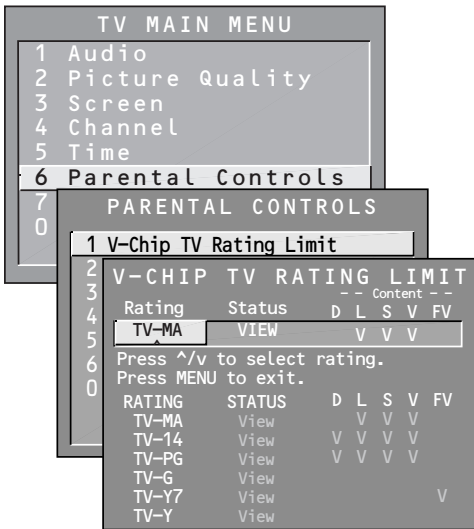 TV MAIN MENU
1 Audio
2 Picture Quality
3 Screen
4 Channel
5 Time
6 Parental Controls
7
0
PARENTAL CONTROLS
1 V-Chip TV Rating Limit
2
3
4
5
6
0
V-CHIP TV RATING LIMIT
-- Content --
Rating Status D L S V FV
TV-MA VIEW V V V
Press ^/v to select rating.
Press MENU to exit.
RATING STATUS D L S V FV
TV-MA View V V V
TV-14 View V V V V
TV-PG View V V V V
TV-G View
TV-Y7 View V
TV-Y View